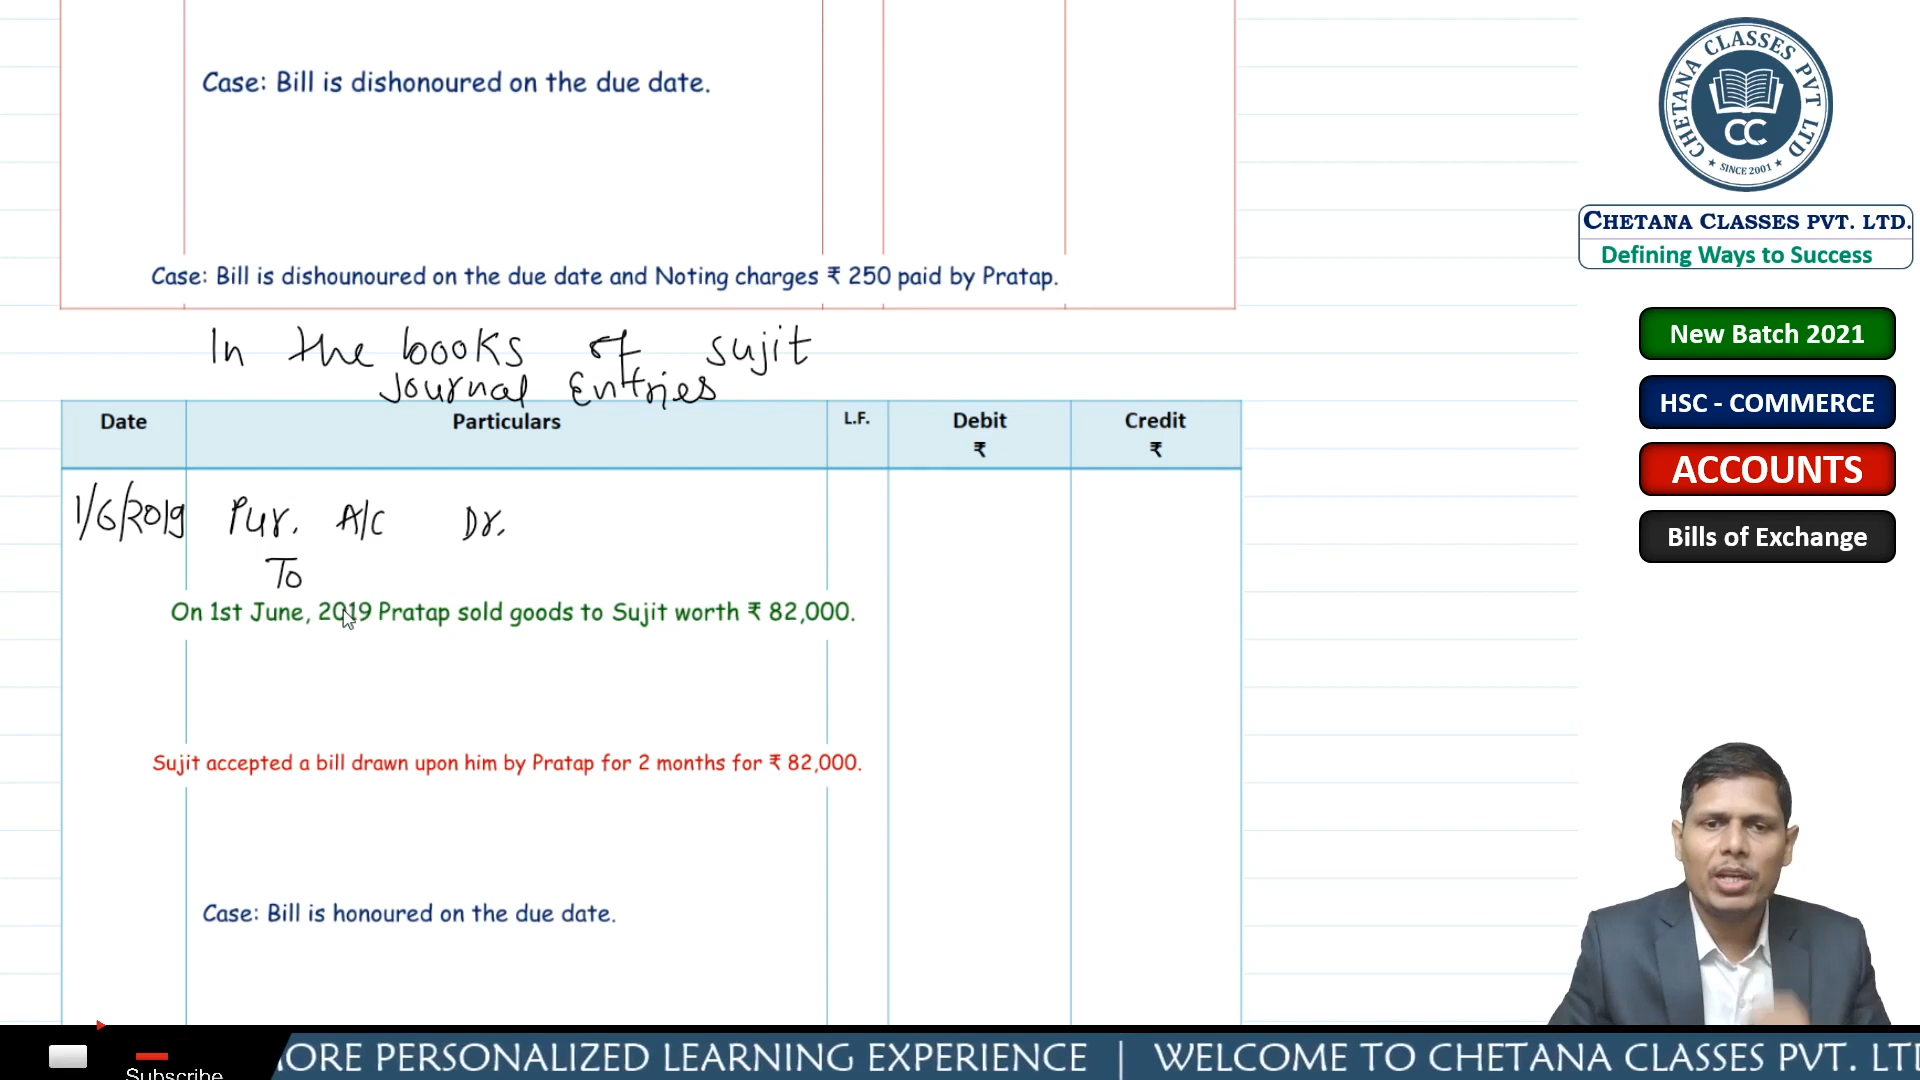 Case: Bill is dishonoured on the due date.
Case: Bill is dishounoured on the due date and Noting charges ₹ 250 paid by Pratap.
In the books of sujit
Journal Entries
Date Particulars L.F. Debit ₹ Credit ₹
1/6/2019 Pur. A/C Dr.
To
On 1st June, 2019 Pratap sold goods to Sujit worth ₹ 82,000.
Sujit accepted a bill drawn upon him by Pratap for 2 months for ₹ 82,000.
Case: Bill is honoured on the due date.
CHETANA CLASSES PVT LTD
CC
SINCE 2001
CHETANA CLASSES PVT. LTD.
Defining Ways to Success
New Batch 2021
HSC - COMMERCE
ACCOUNTS
Bills of Exchange
Subscribe
ORE PERSONALIZED LEARNING EXPERIENCE | WELCOME TO CHETANA CLASSES PVT. LT